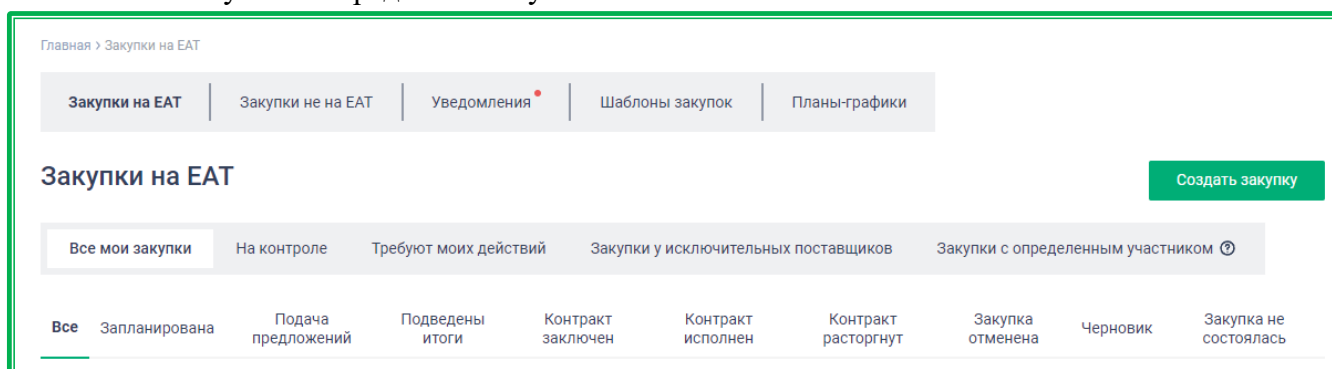 Главная > Закупки на ЕАТ
Закупки на ЕАТ Закупки не на ЕАТ Уведомления Шаблоны закупок Планы-графики
Закупки на ЕАТ
Создать закупку
Все мои закупки На контроле Требуют моих действий Закупки у исключительных поставщиков Закупки с определенным участником ?
Все Запланирована Подача предложений Подведены итоги Контракт заключен Контракт исполнен Контракт расторгнут Закупка отменена Черновик Закупка не состоялась